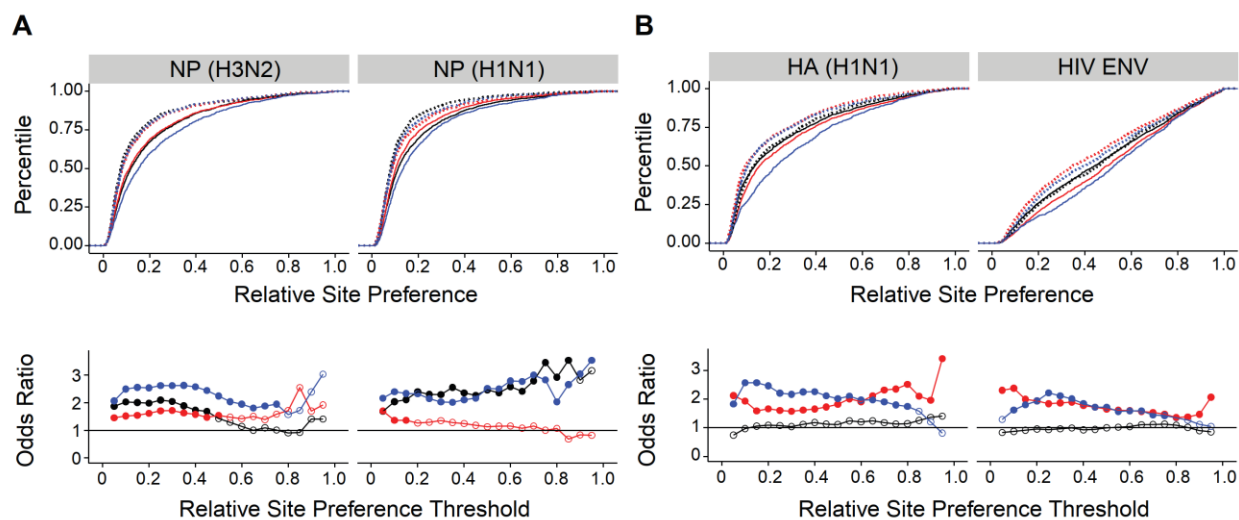 A
B
NP (H3N2)
NP (H1N1)
HA (H1N1)
HIV ENV
Percentile
1.00
0.75
0.50
0.25
0.00
0 0.2 0.4 0.6 0.8 1.0
0 0.2 0.4 0.6 0.8 1.0
Relative Site Preference
Percentile
1.00
0.75
0.50
0.25
0.00
0 0.2 0.4 0.6 0.8 1.0
0 0.2 0.4 0.6 0.8 1.0
Relative Site Preference
Odds Ratio
3
2
1
0
0 0.2 0.4 0.6 0.8 1.0
0 0.2 0.4 0.6 0.8 1.0
Relative Site Preference Threshold
Odds Ratio
3
2
1
0
0 0.2 0.4 0.6 0.8 1.0
0 0.2 0.4 0.6 0.8 1.0
Relative Site Preference Threshold